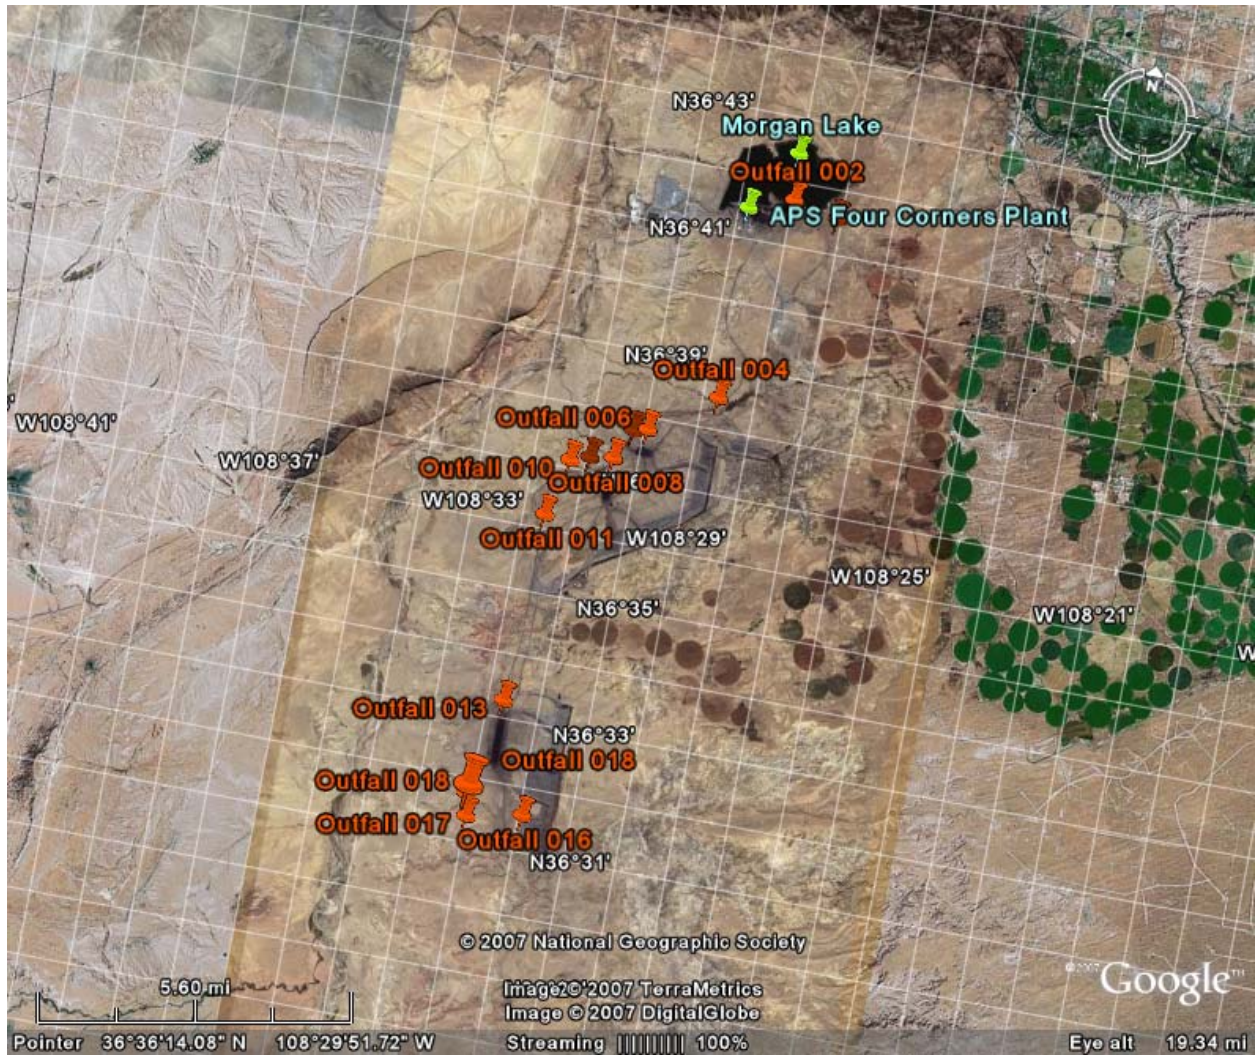 N36°43'
Morgan Lake
Outfall 002
APS Four Corners Plant
N36°41'
N36°39'
Outfall 004
W108°41'
Outfall 006
W108°37'
Outfall 010
Outfall 008
W108°33'
Outfall 011
W108°29'
W108°25'
N36°35'
W108°21'
W
Outfall 013
N36°33'
Outfall 018
Outfall 018
Outfall 017
Outfall 016
N36°31'
© 2007 National Geographic Society
5.60 mi
Image © 2007 TerraMetrics
Image © 2007 DigitalGlobe
©2007 Google™
Pointer 36°36'14.08" N 108°29'51.72" W Streaming 100% Eye alt 19.34 mi